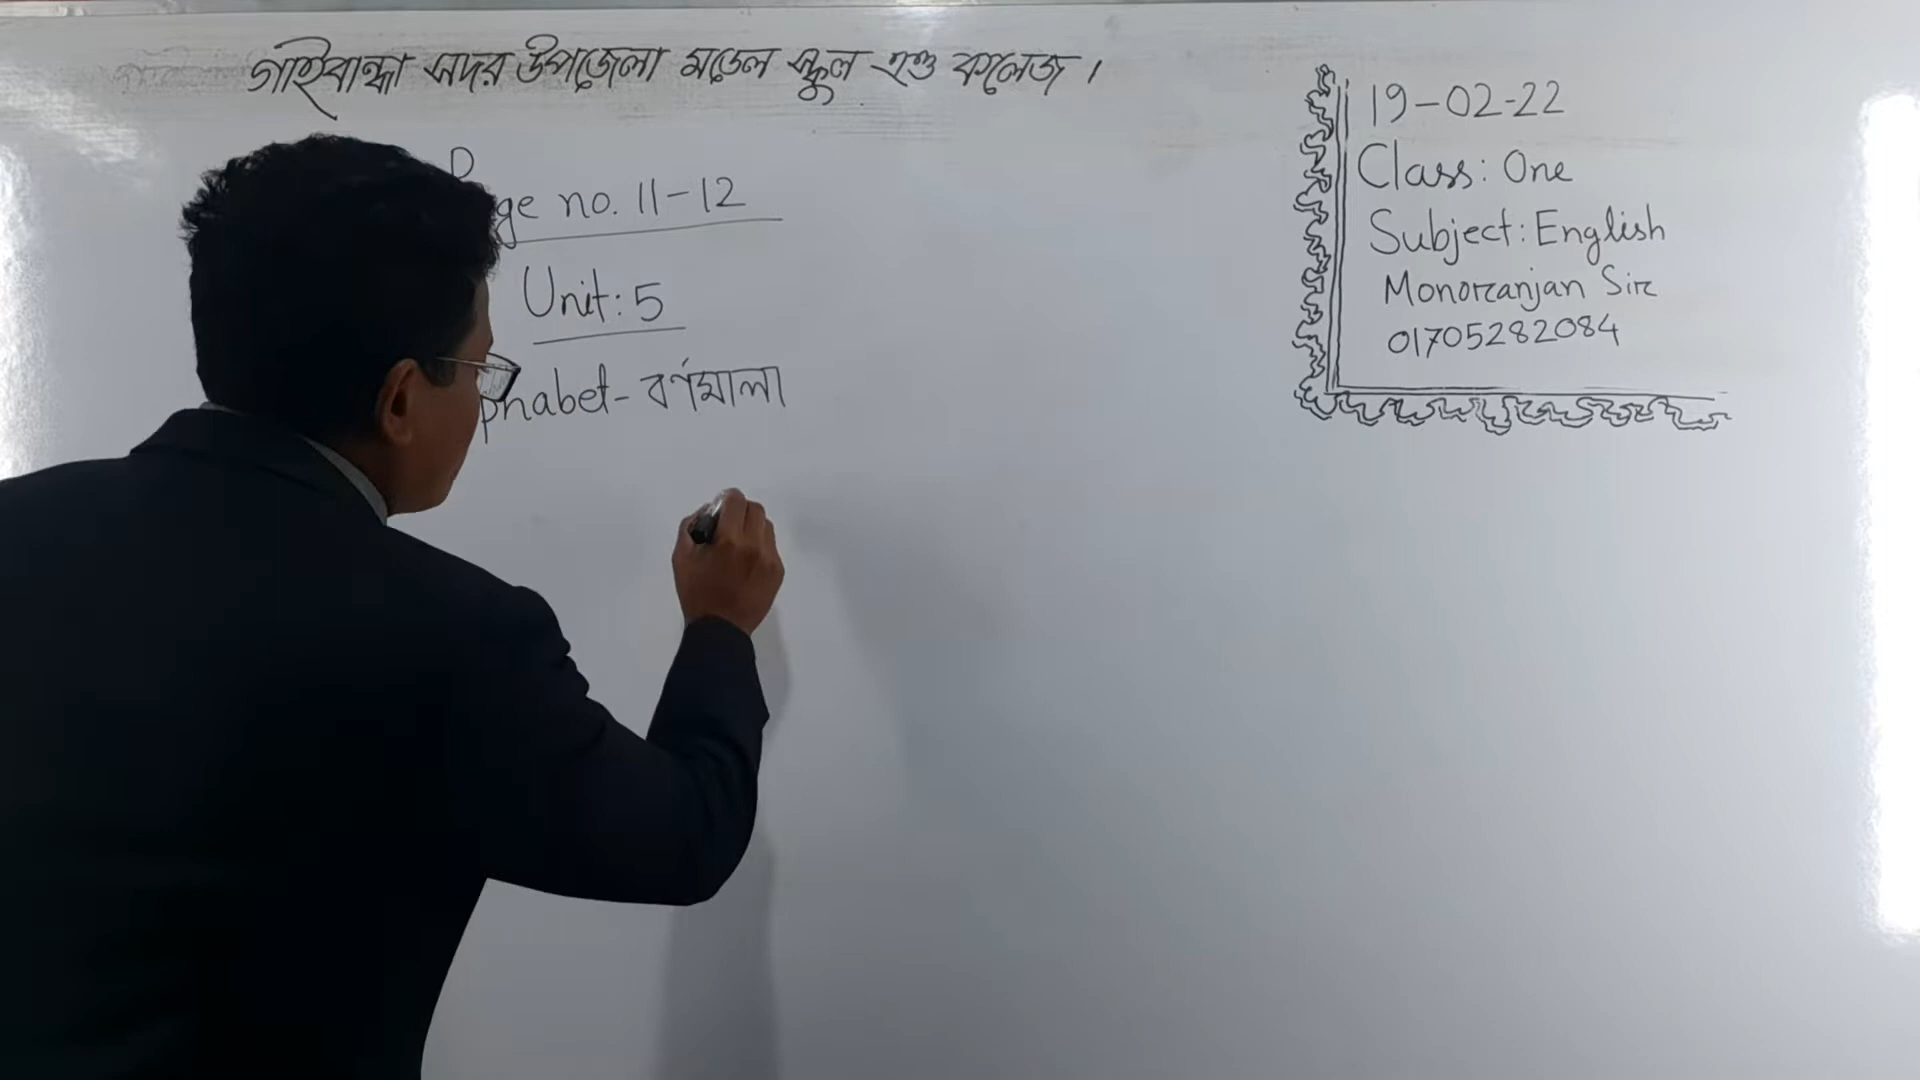 গাইবান্ধা সদর উপজেলা মডেল স্কুল এণ্ড কলেজ।
ge no. 11-12
Unit: 5
phabet- বর্ণমালা
19-02-22
Class: One
Subject: English
Monoranjan Sir
01705282084